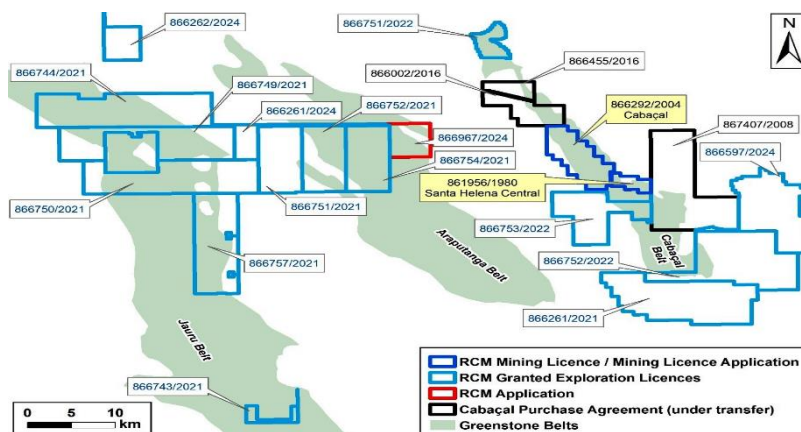 866262/2024
866751/2022
N
866455/2016
866002/2016
866744/2021
866749/2021
866261/2024
866752/2021
866292/2004
Cabaçal
867407/2008
866967/2024
866597/2024
861956/1980
Santa Helena Central
866754/2021
866750/2021
866751/2021
866753/2022
866757/2021
Araputanga Belt
Cabaçal
Belt
866752/2022
866261/2021
Jauru Belt
866743/2021
0 5 10
km
RCM Mining Licence / Mining Licence Application
RCM Granted Exploration Licences
RCM Application
Cabaçal Purchase Agreement (under transfer)
Greenstone Belts